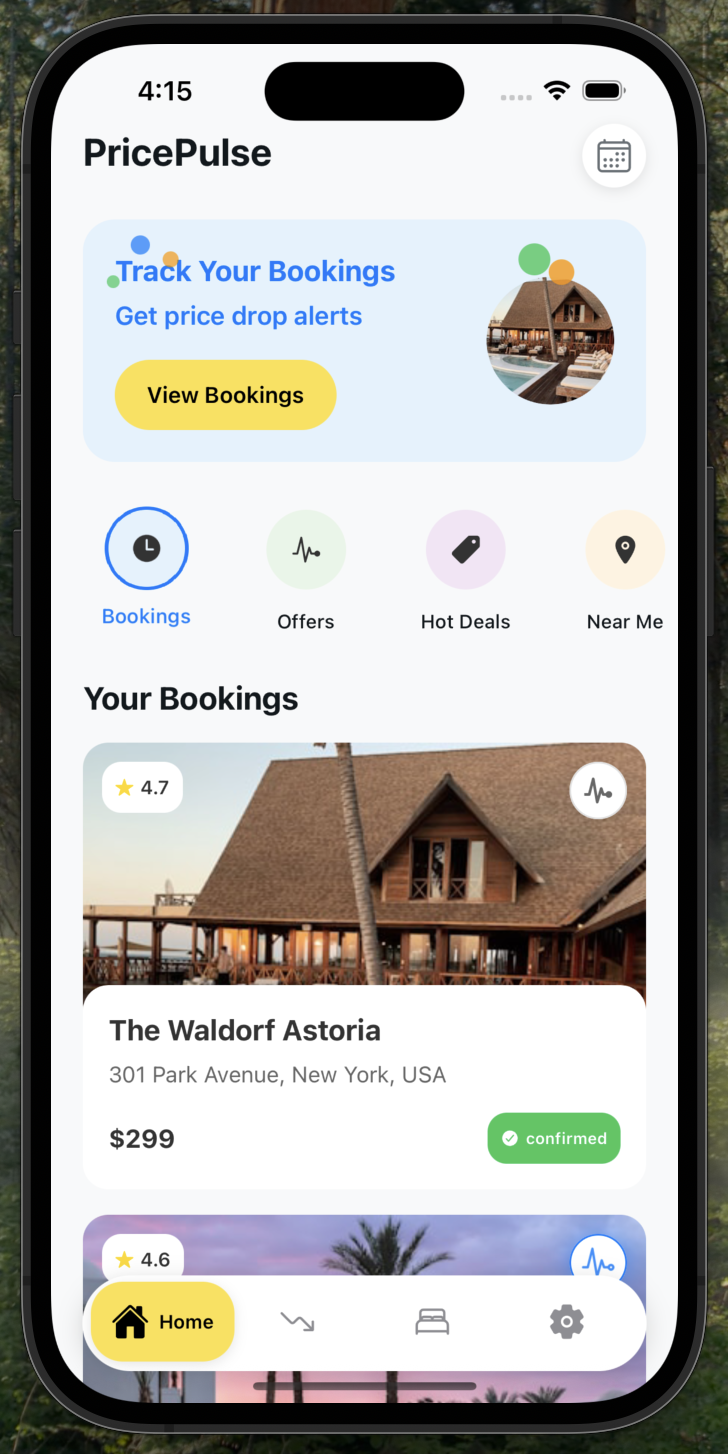 4:15
PricePulse
Track Your Bookings
Get price drop alerts
View Bookings
Bookings
Offers
Hot Deals
Near Me
Your Bookings
4.7
The Waldorf Astoria
301 Park Avenue, New York, USA
$299
confirmed
4.6
Home